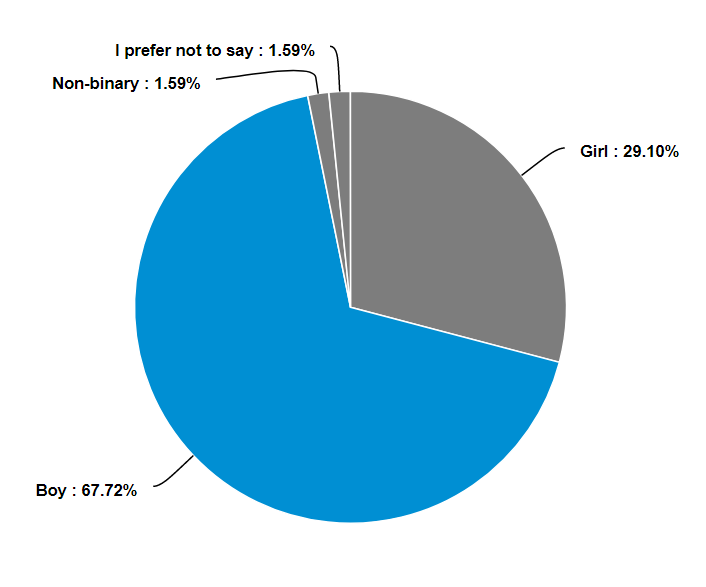 I prefer not to say : 1.59%
Non-binary : 1.59%
Girl : 29.10%
Boy : 67.72%